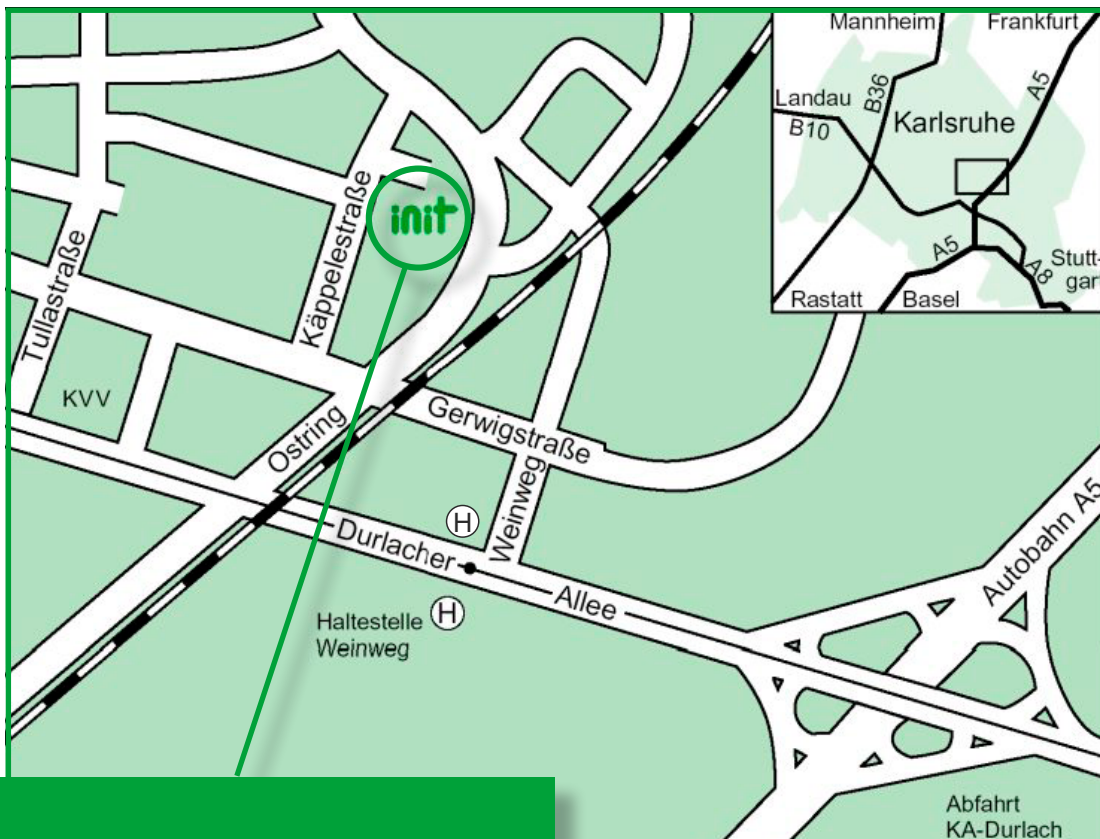 Mannheim
Frankfurt
Landau
B10
B36
A5
Karlsruhe
A5
A8
Stutt-
gart
Rastatt
Basel
init
Käppelestraße
Tullastraße
KVV
Ostring
Gerwigstraße
Weinweg
H
Durlacher
Allee
H
Haltestelle
Weinweg
Autobahn A5
Abfahrt
KA-Durlach